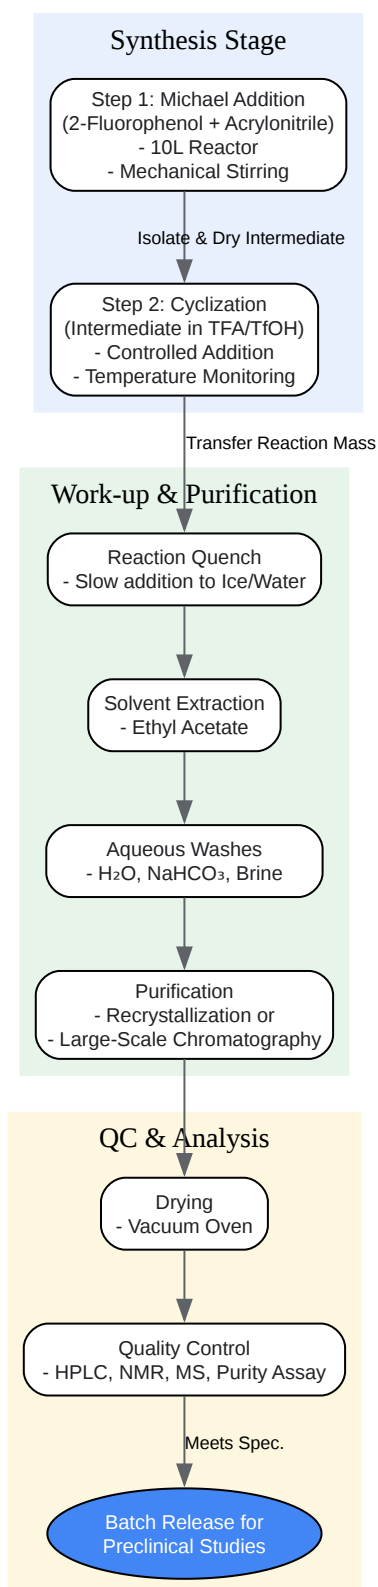 Synthesis Stage
Step 1: Michael Addition
(2-Fluorophenol + Acrylonitrile)
- 10L Reactor
- Mechanical Stirring
Isolate & Dry Intermediate
Step 2: Cyclization
(Intermediate in TFA/TfOH)
- Controlled Addition
- Temperature Monitoring
Transfer Reaction Mass
Work-up & Purification
Reaction Quench
- Slow addition to Ice/Water
Solvent Extraction
- Ethyl Acetate
Aqueous Washes
- H₂O, NaHCO₃, Brine
Purification
- Recrystallization or
- Large-Scale Chromatography
QC & Analysis
Drying
- Vacuum Oven
Quality Control
- HPLC, NMR, MS, Purity Assay
Meets Spec.
Batch Release for
Preclinical Studies